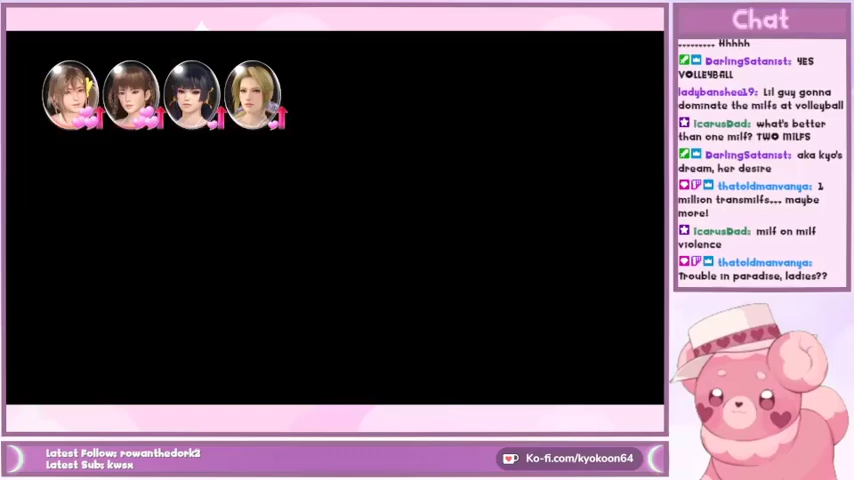 Chat
......... Hhhhh
DarlingSatanist: YES
VOLLEYBALL
ladybanshee19: Lil guy gonna
dominate the milfs at volleyball
IcarusDad: what's better
than one milf? TWO MILFS
DarlingSatanist: aka kyo's
dream, her desire
thatoldmanvanya: 1
million transmilfs... maybe
more!
IcarusDad: milf on milf
violence
thatoldmanvanya:
Trouble in paradise, ladies??
Latest Follow: rowanthedork2
Latest Sub: kwsx
Ko-fi.com/kyokoon64